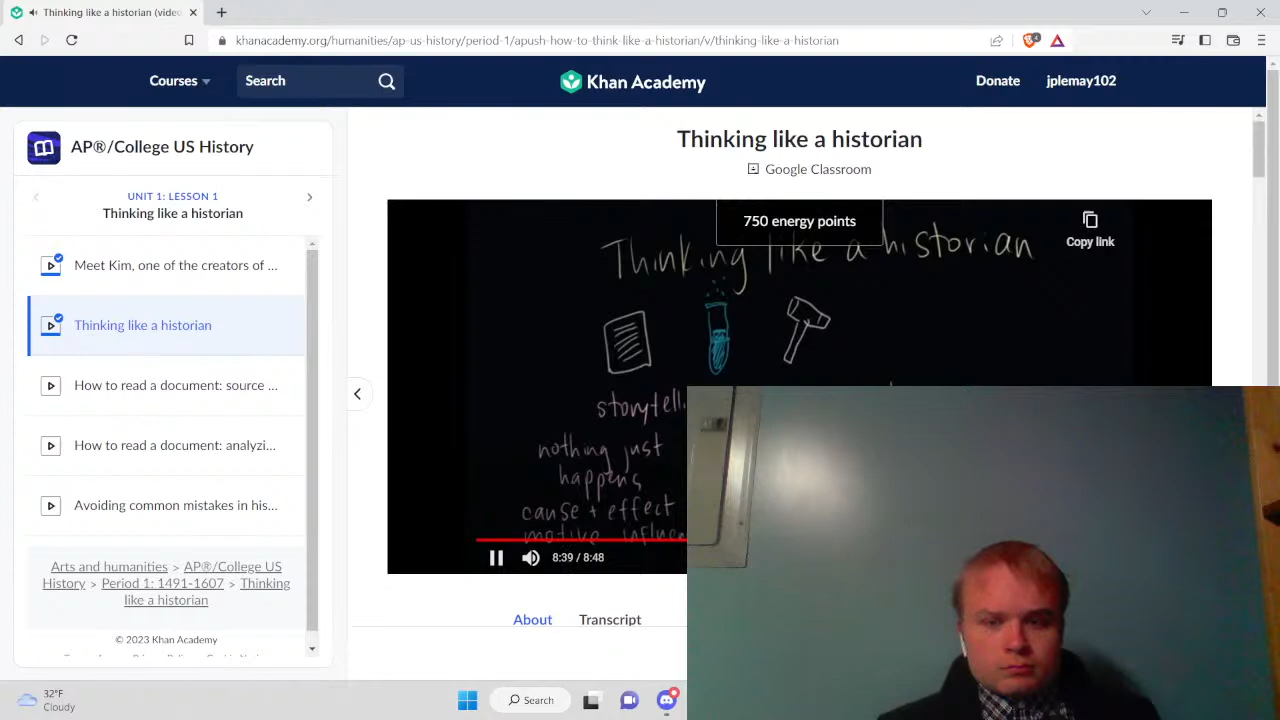 Thinking like a historian (video
khanacademy.org/humanities/ap-us-history/period-1/apush-how-to-think-like-a-historian/v/thinking-like-a-historian
4
Courses
Search
Khan Academy
Donate
jplemay102
AP®/College US History
UNIT 1: LESSON 1
Thinking like a historian
Meet Kim, one of the creators of ...
Thinking like a historian
How to read a document: source ...
How to read a document: analyzi...
Avoiding common mistakes in his...
Arts and humanities > AP®/College US
History > Period 1: 1491-1607 > Thinking
like a historian
© 2023 Khan Academy
Thinking like a historian
Google Classroom
750 energy points
Copy link
Thinking like a historian
storytelli
nothing just
happens
cause + effect
motive influenc
8:39 / 8:48
About
Transcript
32°F
Cloudy
Search